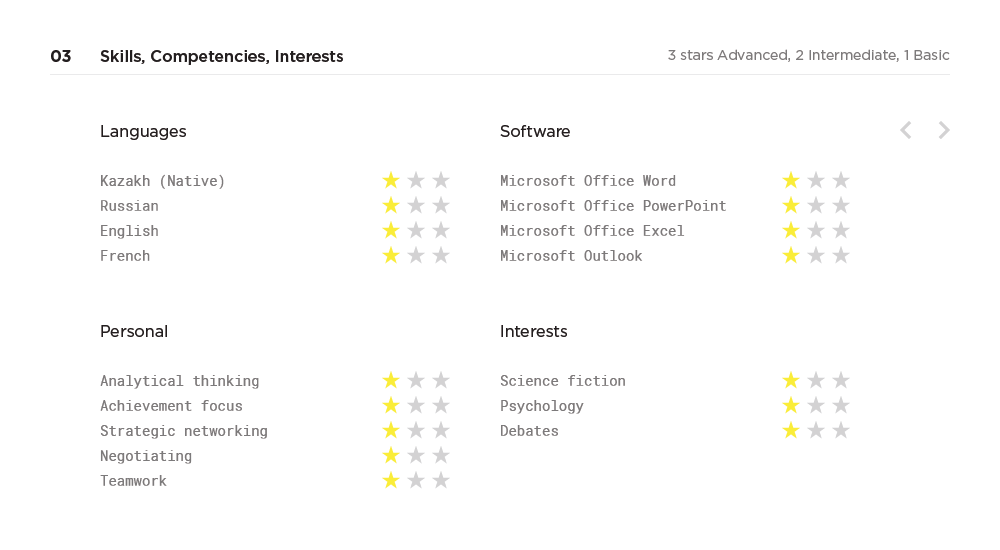 03 Skills, Competencies, Interests 3 stars Advanced, 2 Intermediate, 1 Basic
Languages
Kazakh (Native)
Russian
English
French
Software
Microsoft Office Word
Microsoft Office PowerPoint
Microsoft Office Excel
Microsoft Outlook
Personal
Analytical thinking
Achievement focus
Strategic networking
Negotiating
Teamwork
Interests
Science fiction
Psychology
Debates